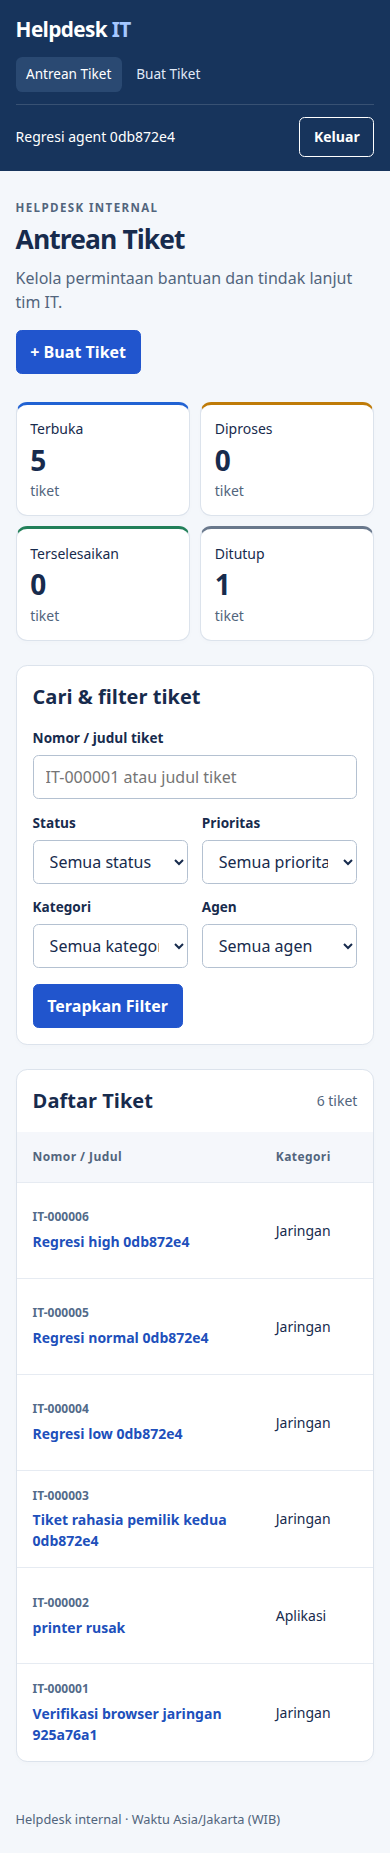 Helpdesk IT
Antrean Tiket Buat Tiket
Regresi agent 0db872e4 Keluar
HELPDESK INTERNAL
Antrean Tiket
Kelola permintaan bantuan dan tindak lanjut
tim IT.
+ Buat Tiket
Terbuka
5
tiket
Diproses
0
tiket
Terselesaikan
0
tiket
Ditutup
1
tiket
Cari & filter tiket
Nomor / judul tiket
IT-000001 atau judul tiket
Status
Semua status
Prioritas
Semua priorita
Kategori
Semua kategor
Agen
Semua agen
Terapkan Filter
Daftar Tiket 6 tiket
Nomor / Judul Kategori
IT-000006
Regresi high 0db872e4
Jaringan
IT-000005
Regresi normal 0db872e4
Jaringan
IT-000004
Regresi low 0db872e4
Jaringan
IT-000003
Tiket rahasia pemilik kedua
0db872e4
Jaringan
IT-000002
printer rusak
Aplikasi
IT-000001
Verifikasi browser jaringan
925a76a1
Jaringan
Helpdesk internal · Waktu Asia/Jakarta (WIB)